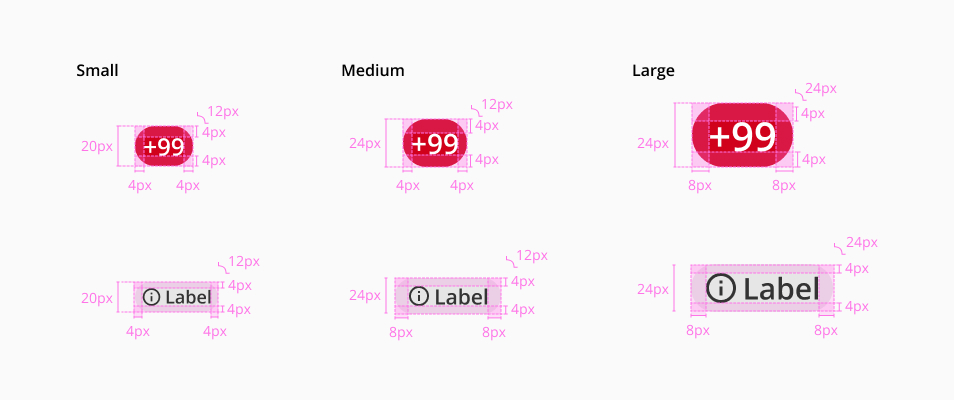 Small Medium Large
12px 12px 24px
20px +99 4px 24px +99 4px 24px +99 4px
4px 4px 4px
4px 4px 4px 4px 8px 8px
12px 12px 24px
20px Label 4px 24px Label 4px 24px Label 4px
4px 4px 4px
4px 4px 8px 8px 8px 8px